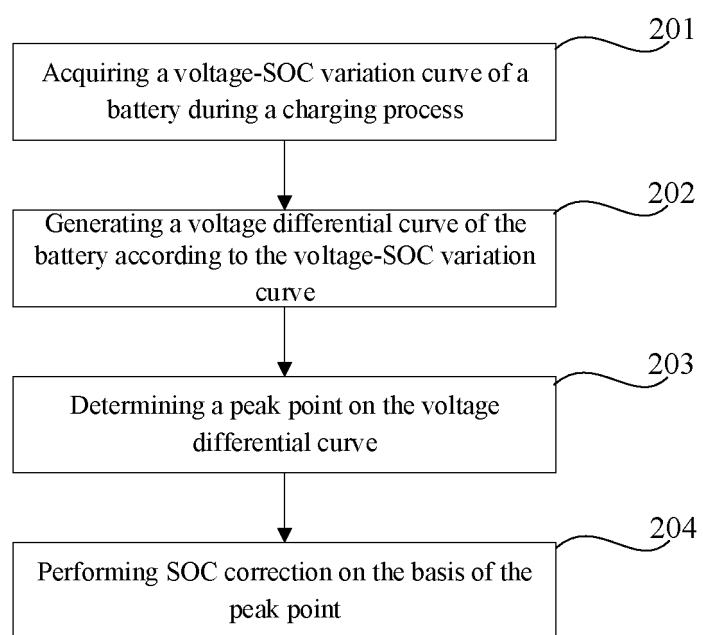 201
Acquiring a voltage-SOC variation curve of a
battery during a charging process
202
Generating a voltage differential curve of the
battery according to the voltage-SOC variation
curve
203
Determining a peak point on the voltage
differential curve
204
Performing SOC correction on the basis of the
peak point